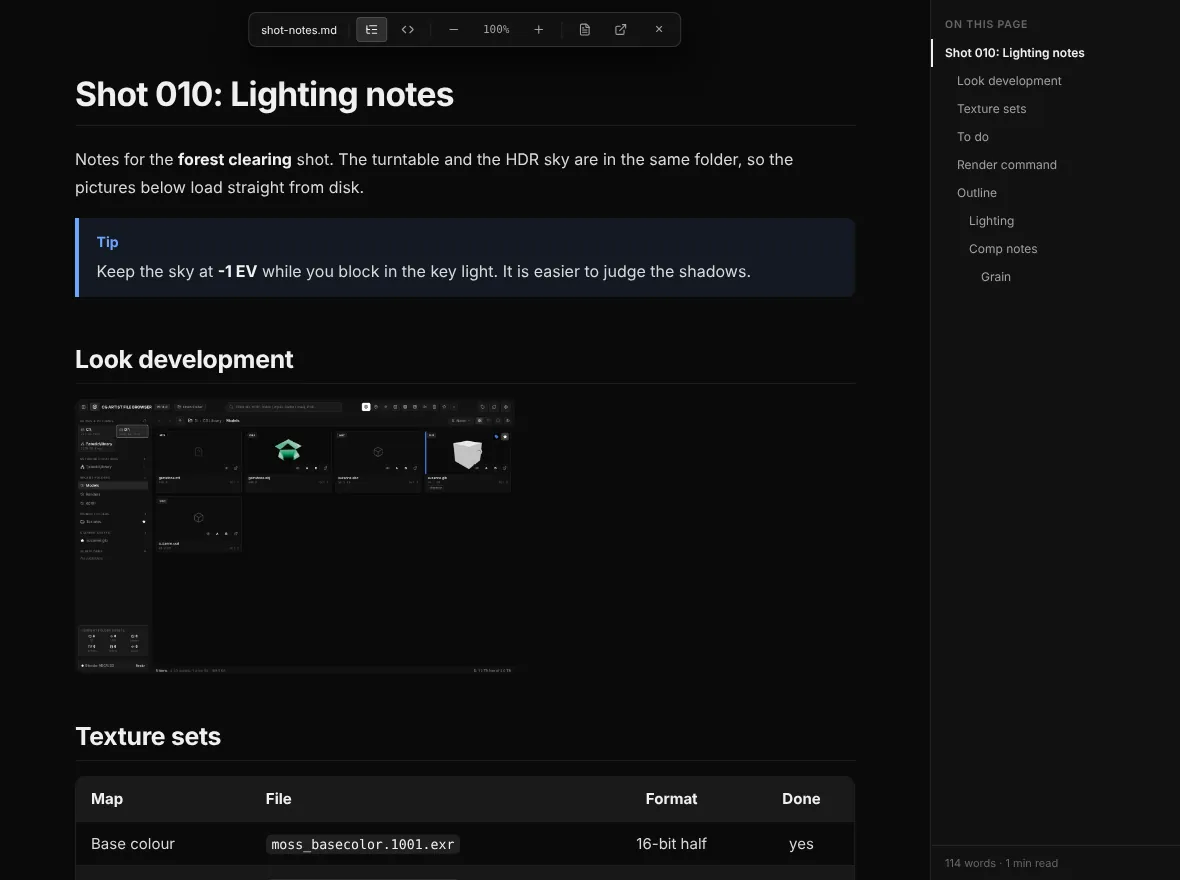 shot-notes.md
100%
ON THIS PAGE
Shot 010: Lighting notes
Look development
Texture sets
To do
Render command
Outline
Lighting
Comp notes
Grain
114 words · 1 min read
Shot 010: Lighting notes
Notes for the forest clearing shot. The turntable and the HDR sky are in the same folder, so the
pictures below load straight from disk.
Tip
Keep the sky at -1 EV while you block in the key light. It is easier to judge the shadows.
Look development
CG ARTIST FILE BROWSER
Models
Texture sets
Map File Format Done
Base colour moss_basecolor.1001.exr 16-bit half yes